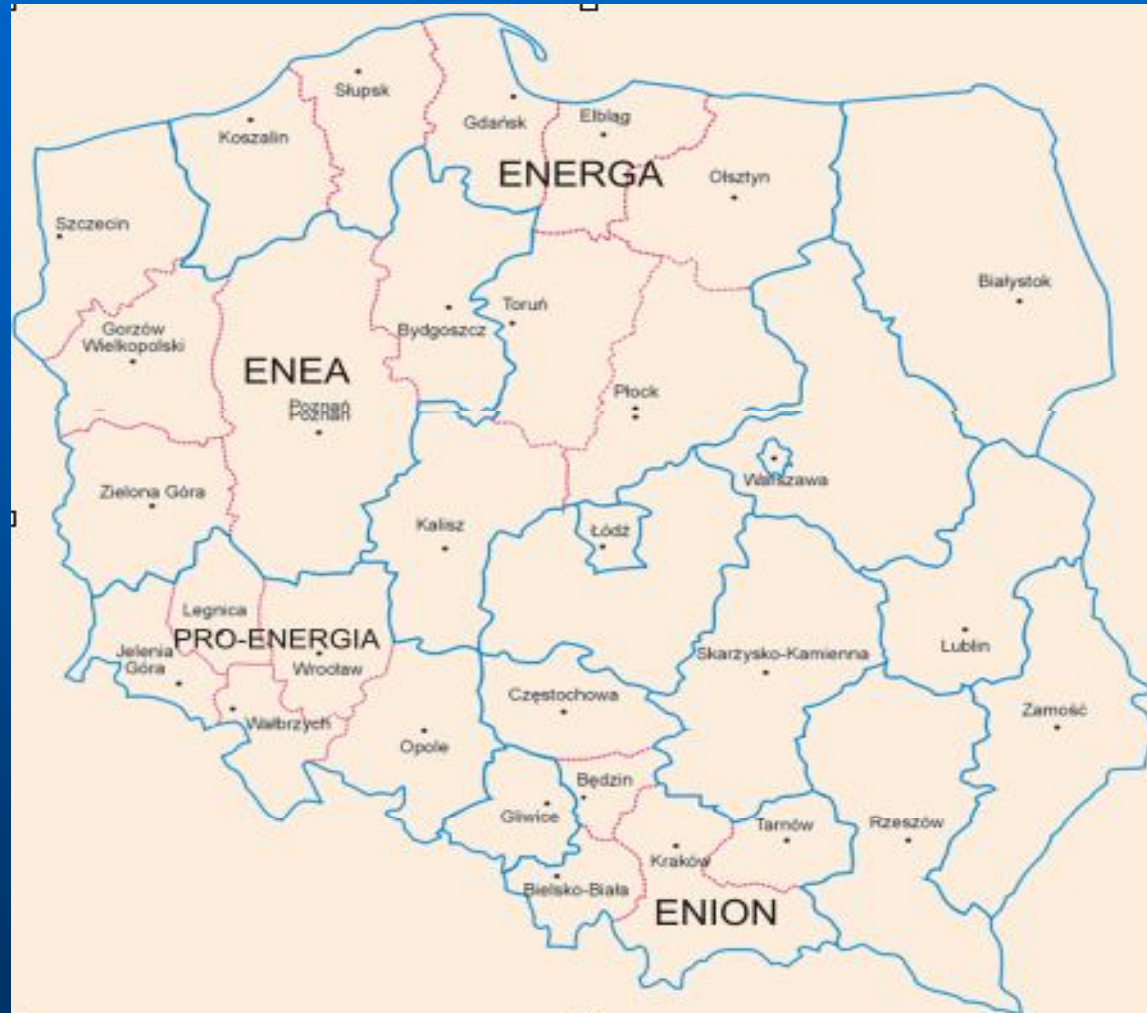 Słupsk
Koszalin
Gdańsk
Elbląg
ENERGA
Olsztyn
Szczecin
Białystok
Gorzów
Wielkopolski
Bydgoszcz
Toruń
ENEA
Poznań
Płock
Warszawa
Zielona Góra
Kalisz
Łódź
Legnica
PRO-ENERGIA
Jelenia
Góra
Wrocław
Wałbrzych
Skarżysko-Kamienna
Lublin
Częstochowa
Zamość
Opole
Będzin
Gliwice
Tarnów
Rzeszów
Kraków
Bielsko-Biała
ENION